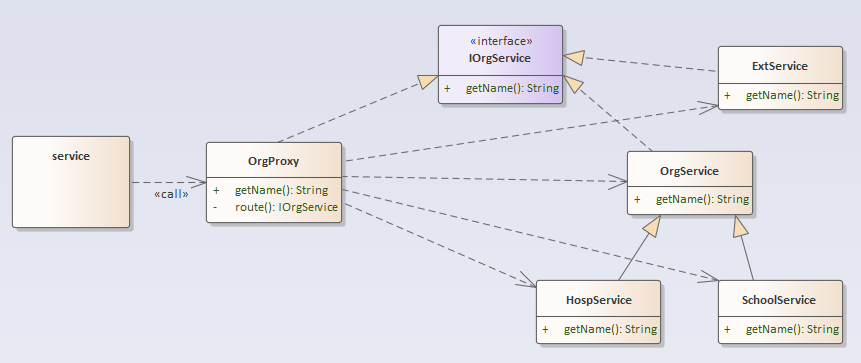 «interface»
IOrgService
+ getName(): String
ExtService
+ getName(): String
service
«call»
OrgProxy
+ getName(): String
- route(): IOrgService
OrgService
+ getName(): String
HospService
+ getName(): String
SchoolService
+ getName(): String